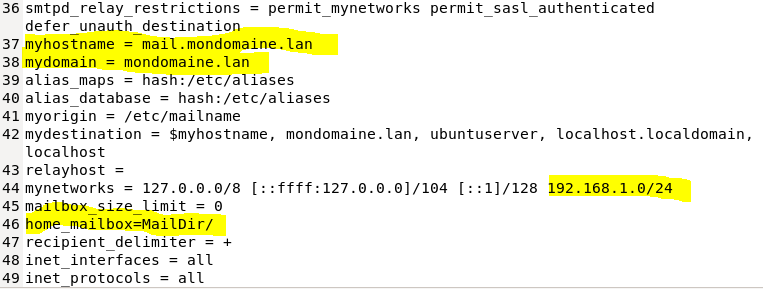 36 smtpd_relay_restrictions = permit_mynetworks permit_sasl_authenticated
defer_unauth_destination
37 myhostname = mail.mondomaine.lan
38 mydomain = mondomaine.lan
39 alias_maps = hash:/etc/aliases
40 alias_database = hash:/etc/aliases
41 myorigin = /etc/mailname
42 mydestination = $myhostname, mondomaine.lan, ubuntuserver, localhost.localdomain,
localhost
43 relayhost =
44 mynetworks = 127.0.0.0/8 [::ffff:127.0.0.0]/104 [::1]/128 192.168.1.0/24
45 mailbox_size_limit = 0
46 home_mailbox=MailDir/
47 recipient_delimiter = +
48 inet_interfaces = all
49 inet_protocols = all